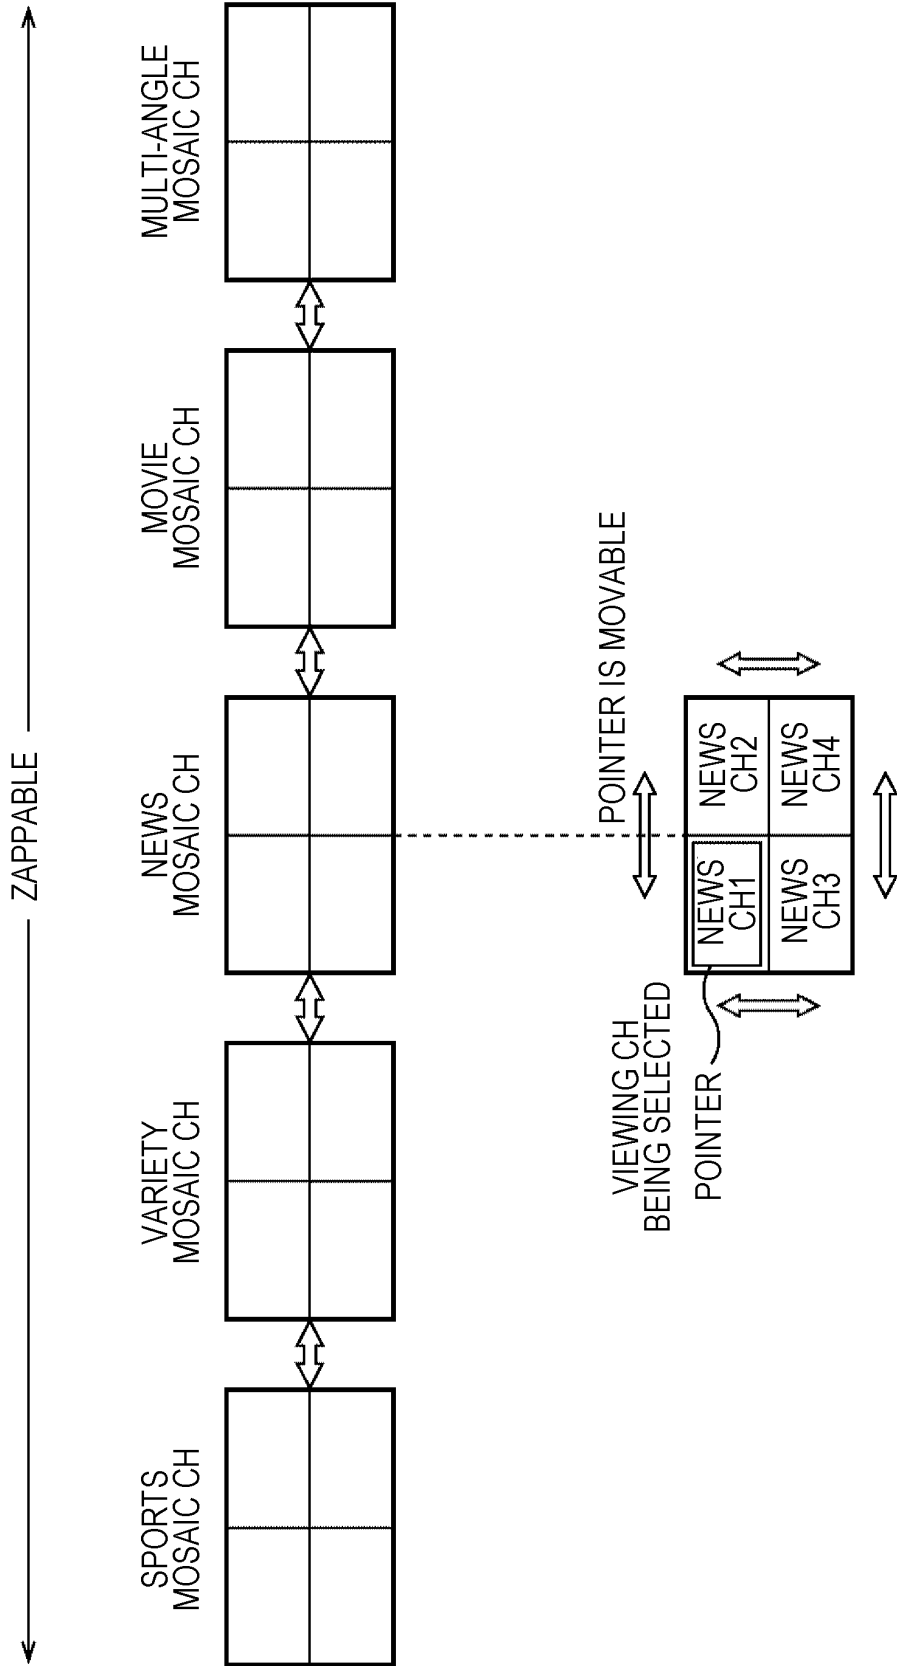 ZAPPABLE
SPORTS
MOSAIC CH
VARIETY
MOSAIC CH
NEWS
MOSAIC CH
MOVIE
MOSAIC CH
MULTI-ANGLE
MOSAIC CH
POINTER IS MOVABLE
VIEWING CH
BEING SELECTED
POINTER
NEWS
CH1
NEWS
CH2
NEWS
CH3
NEWS
CH4